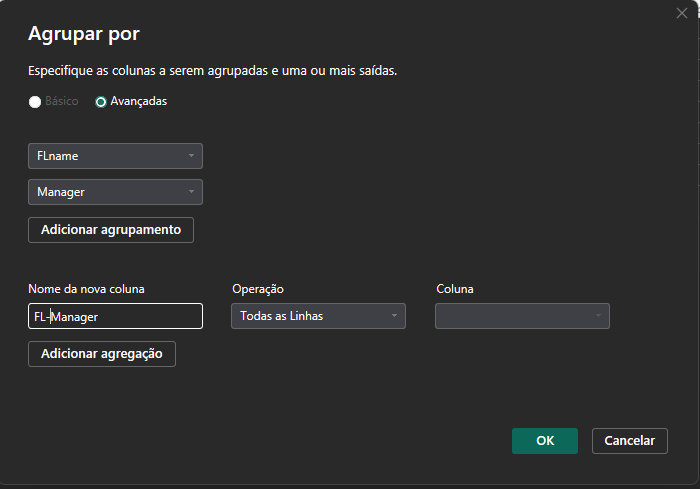 Agrupar por
Especifique as colunas a serem agrupadas e uma ou mais saídas.
Básico Avançadas
FLname
Manager
Adicionar agrupamento
Nome da nova coluna Operação Coluna
FL-Manager Todas as Linhas
Adicionar agregação
OK Cancelar